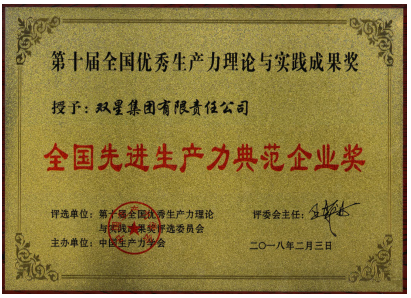 第十届全国优秀生产力理论与实践成果奖
授予：双星集团有限责任公司
全国先进生产力典范企业奖
评选单位：第十届全国优秀生产力理论
与实践成果奖评选委员会
评委会主任：
主办单位：中国生产力学会
二〇一八年二月三日